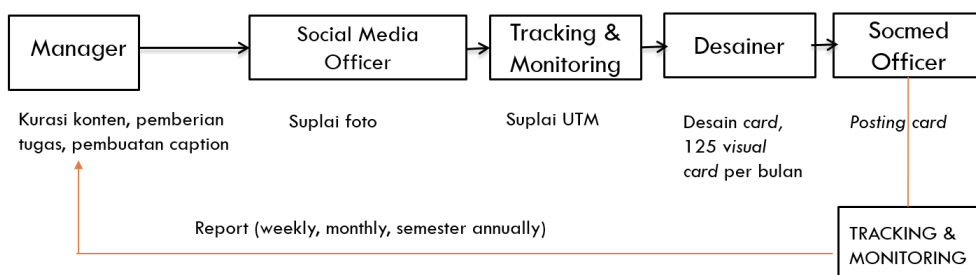 Manager
Social Media
Officer
Tracking &
Monitoring
Desainer
Socmed
Officer
Kurasi konten, pemberian
tugas, pembuatan caption
Suplai foto
Suplai UTM
Desain card,
125 visual
card per bulan
Posting card
Report (weekly, monthly, semester annually)
TRACKING &
MONITORING